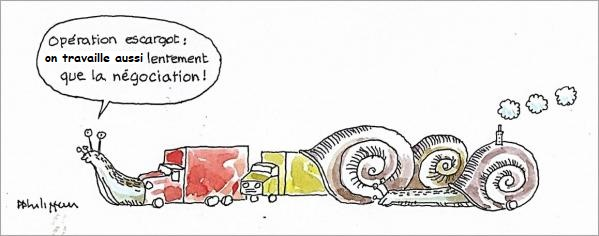 Opération escargot:
on travaille aussi lentement
que la négociation!